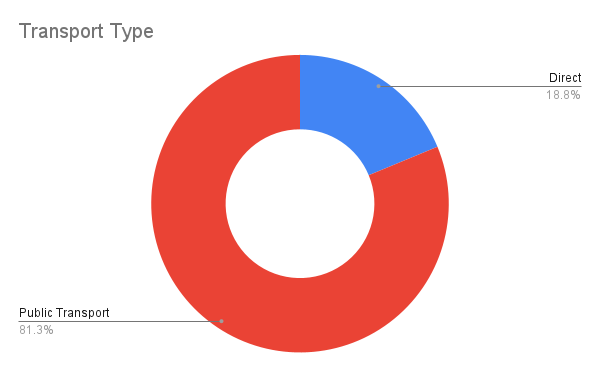 Transport Type
Direct
18.8%
Public Transport
81.3%